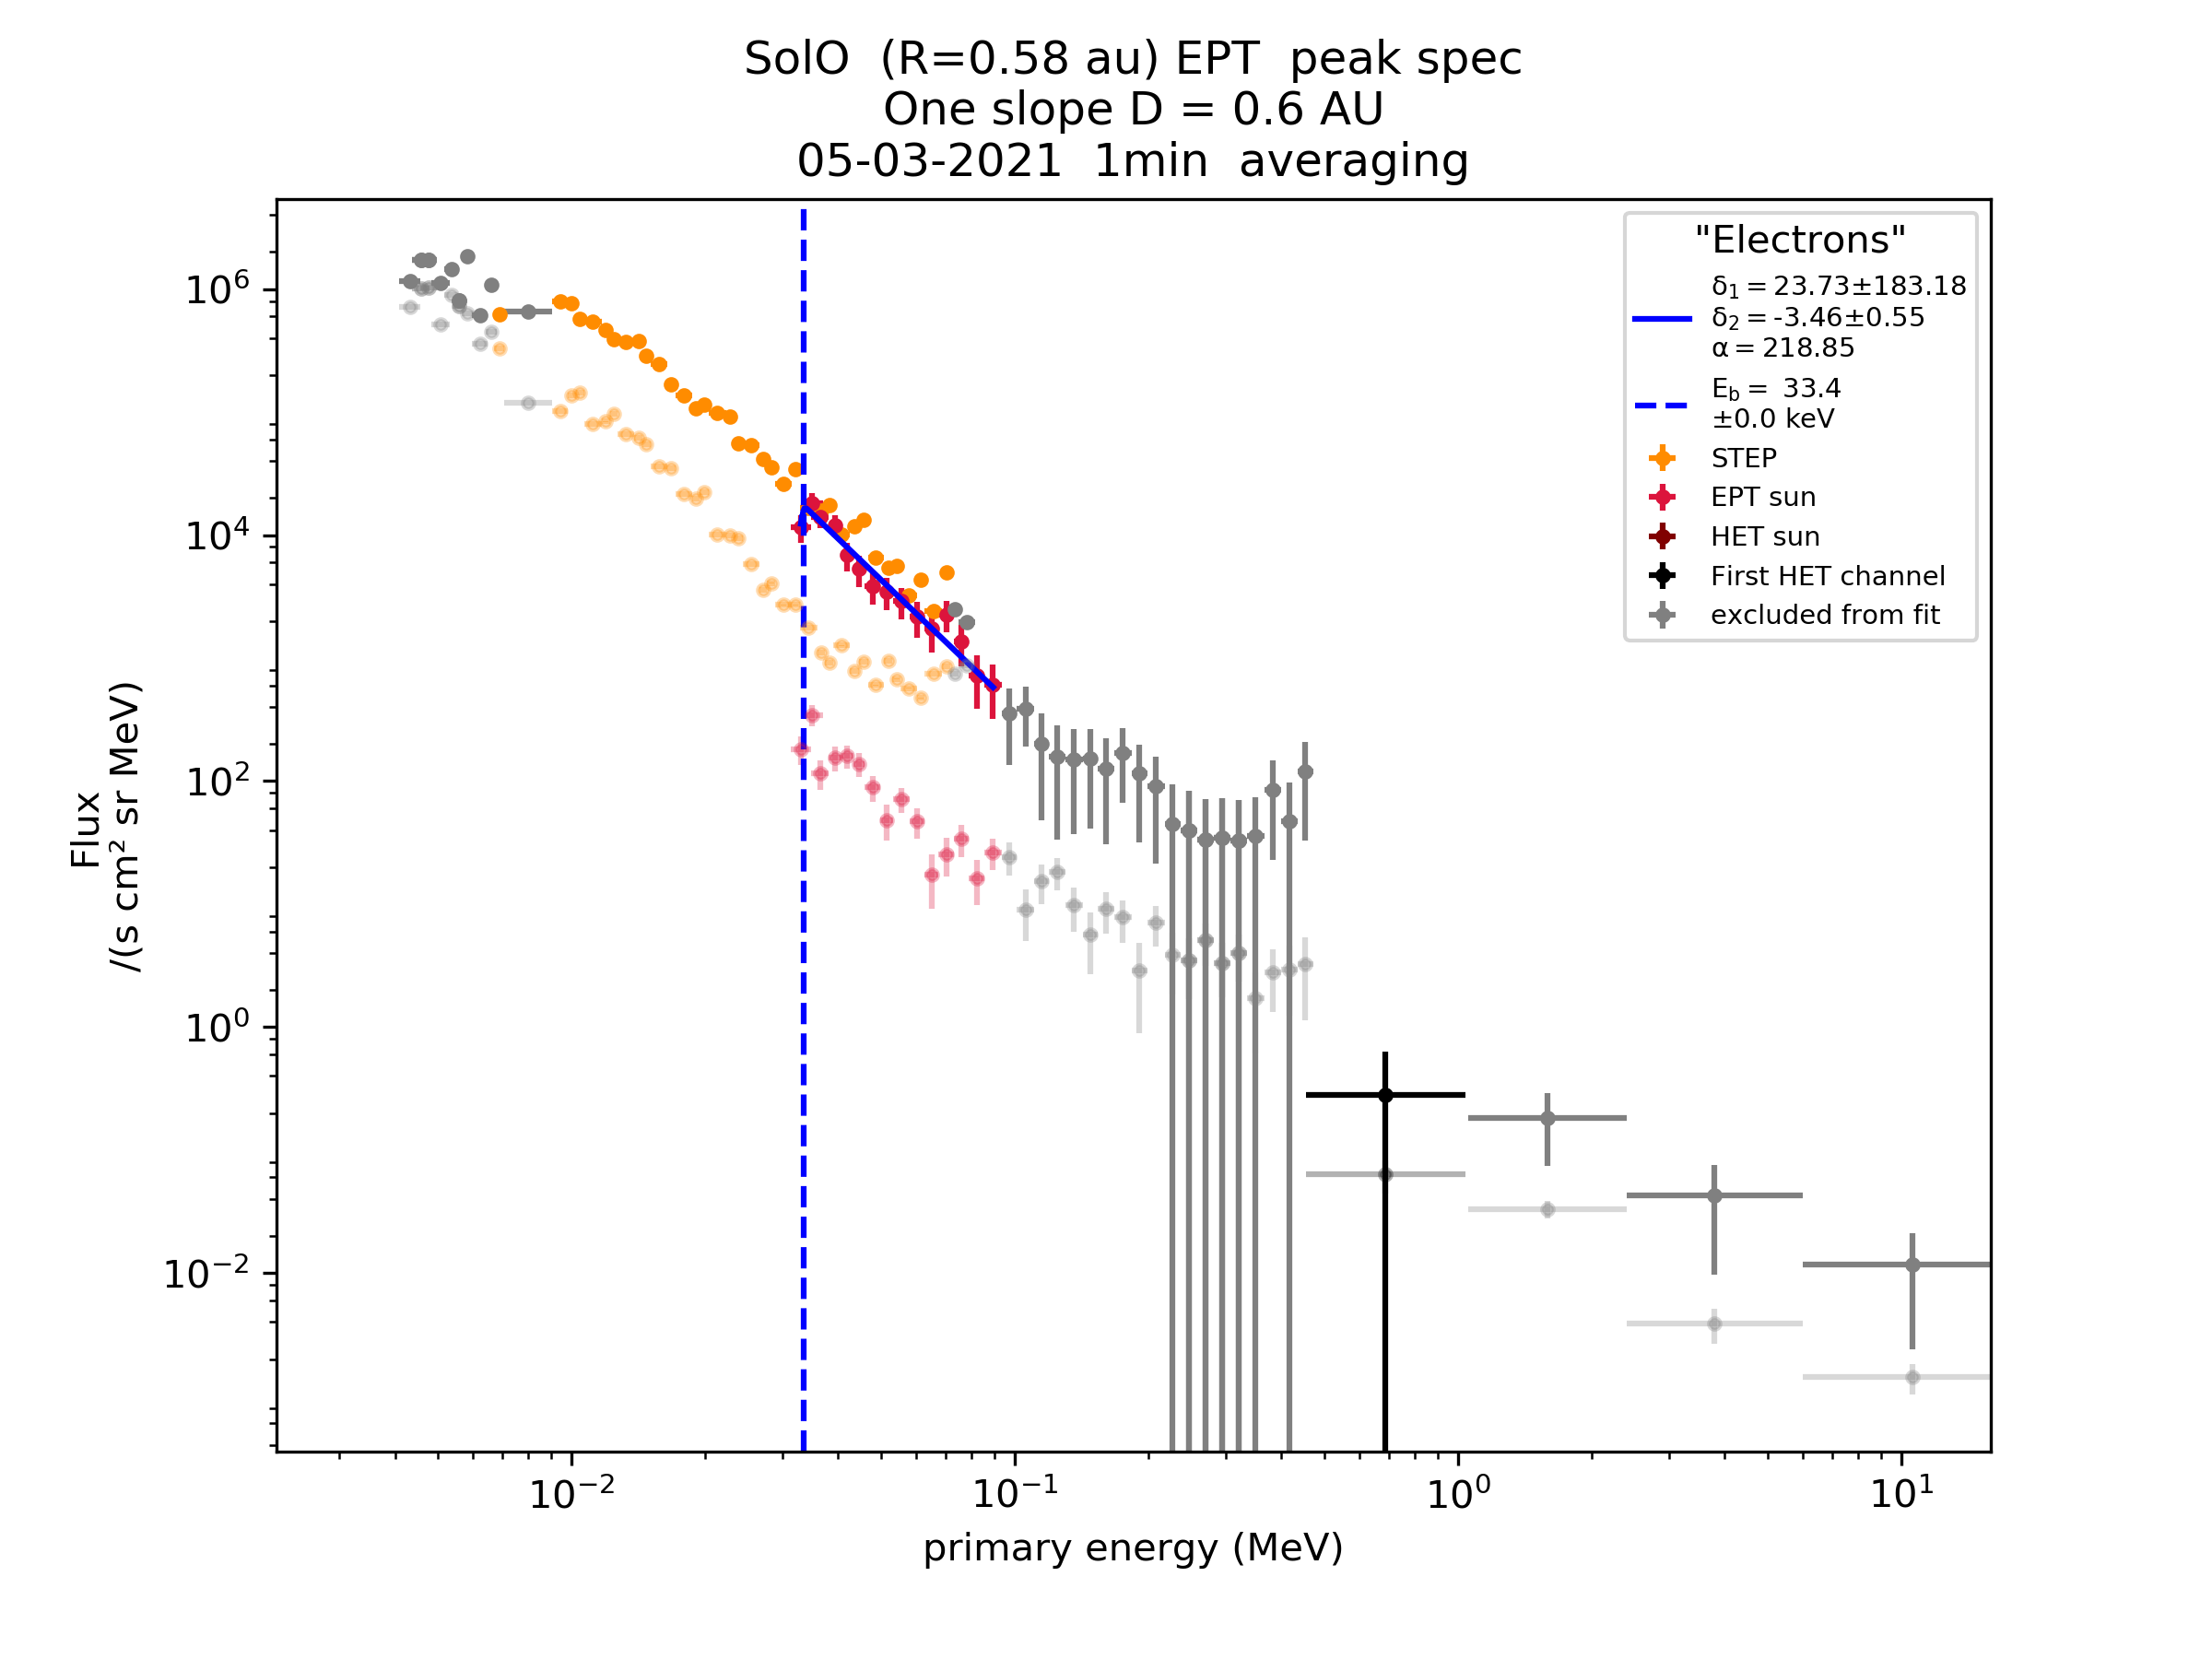 SolO (R=0.58 au) EPT peak spec
One slope D = 0.6 AU
05-03-2021 1min averaging
"Electrons"
δ₁ = 23.73±183.18
δ₂ = -3.46±0.55
α = 218.85
E_b = 33.4
±0.0 keV
STEP
EPT sun
HET sun
First HET channel
excluded from fit
Flux
/(s cm² sr MeV)
10⁶
10⁴
10²
10⁰
10⁻²
10⁻² 10⁻¹ 10⁰ 10¹
primary energy (MeV)